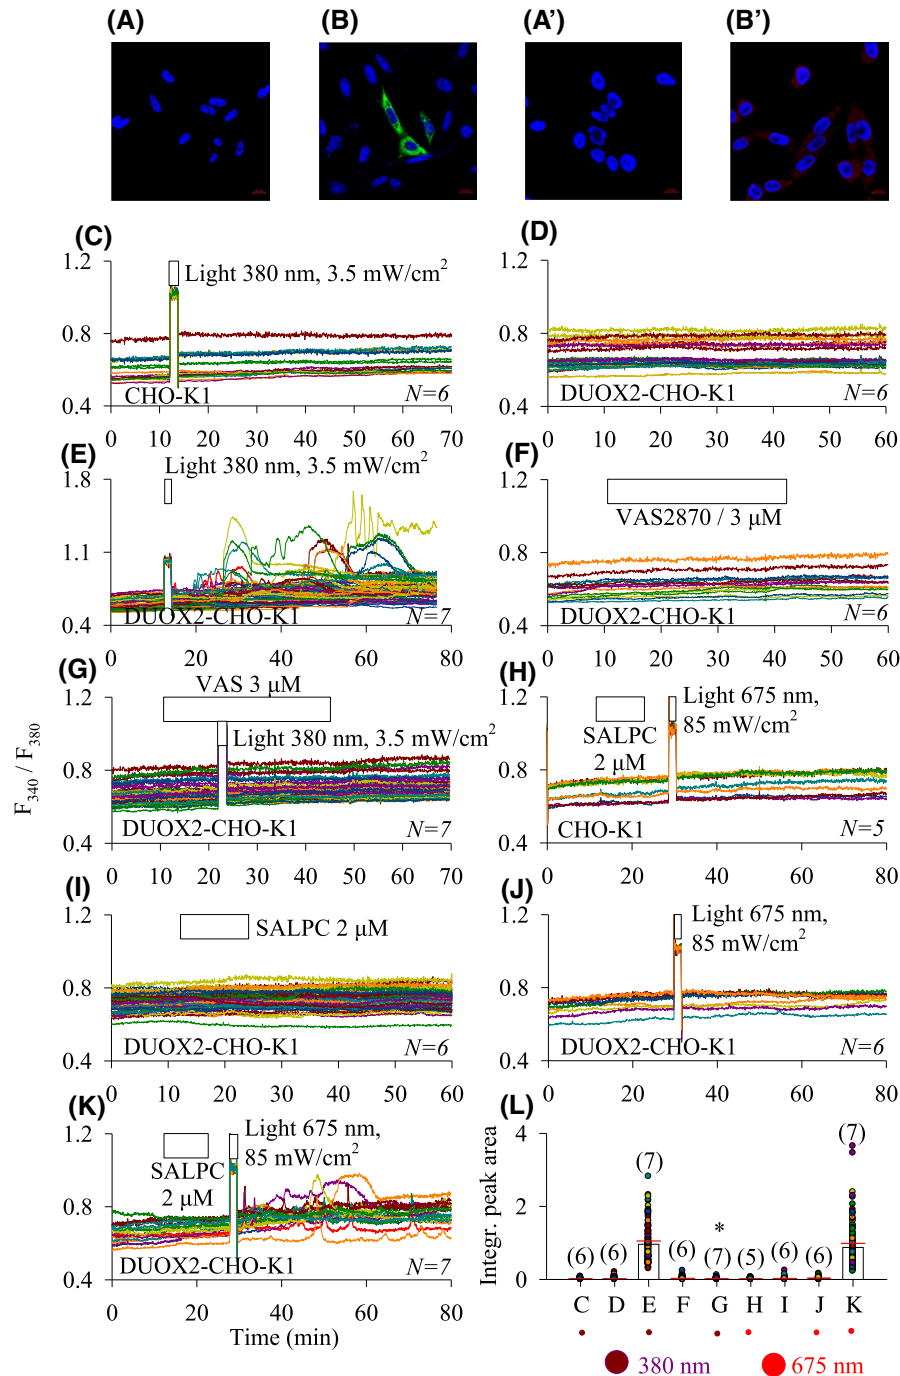 (A) (B) (A') (B')
(C)
1.2
Light 380 nm, 3.5 mW/cm²
0.8
CHO-K1 N=6
0.4
0 10 20 30 40 50 60 70
(D)
1.2
0.8
DUOX2-CHO-K1 N=6
0.4
0 10 20 30 40 50 60
(E)
Light 380 nm, 3.5 mW/cm²
1.8
1.1
DUOX2-CHO-K1 N=7
0.4
0 20 40 60 80
(F)
1.2
VAS2870 / 3 μM
0.8
DUOX2-CHO-K1 N=6
0.4
0 10 20 30 40 50 60
(G)
VAS 3 μM
1.2
Light 380 nm, 3.5 mW/cm²
0.8
DUOX2-CHO-K1 N=7
0.4
0 10 20 30 40 50 60 70
F340 / F380
(H)
1.2
Light 675 nm,
85 mW/cm²
SALPC
2 μM
0.8
CHO-K1 N=5
0.4
0 20 40 60 80
(I)
1.2
SALPC 2 μM
0.8
DUOX2-CHO-K1 N=6
0.4
0 10 20 30 40 50 60
(J)
1.2
Light 675 nm,
85 mW/cm²
0.8
DUOX2-CHO-K1 N=6
0.4
0 20 40 60 80
(K)
1.2
Light 675 nm,
85 mW/cm²
SALPC
2 μM
0.8
DUOX2-CHO-K1 N=7
0.4
0 20 40 60 80
Time (min)
(L)
Integr. peak area
4
2
0
(6) (6) (7) (6) (7) (5) (6) (6) (7)
*
C D E F G H I J K
380 nm 675 nm